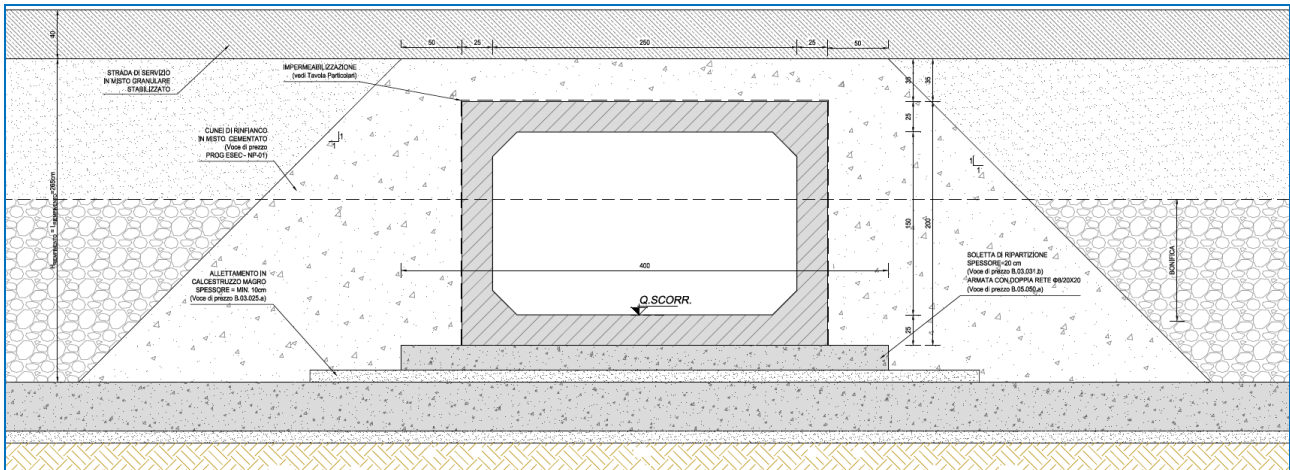 40
50
25
250
25
50
STRADA DI SERVIZIO
IN MISTO GRANULARE
STABILIZZATO
IMPERMEABILIZZAZIONE
(vedi Tavola Particolari)
35
35
25
CUNEI DI RINFIANCO
IN MISTO CEMENTATO
(Voce di prezzo
PROG ESEC - NP-01)
1
1
1
1
150
200
400
ALLETTAMENTO IN
CALCESTRUZZO MAGRO
SPESSORE = MIN. 10cm
(Voce di prezzo B.03.025.a)
Q.SCORR.
SOLETTA DI RIPARTIZIONE
SPESSORE=20 cm
(Voce di prezzo B.03.031.b)
ARMATA CON DOPPIA RETE Φ8/20X20
(Voce di prezzo B.05.050.a)
BONIFICA
25